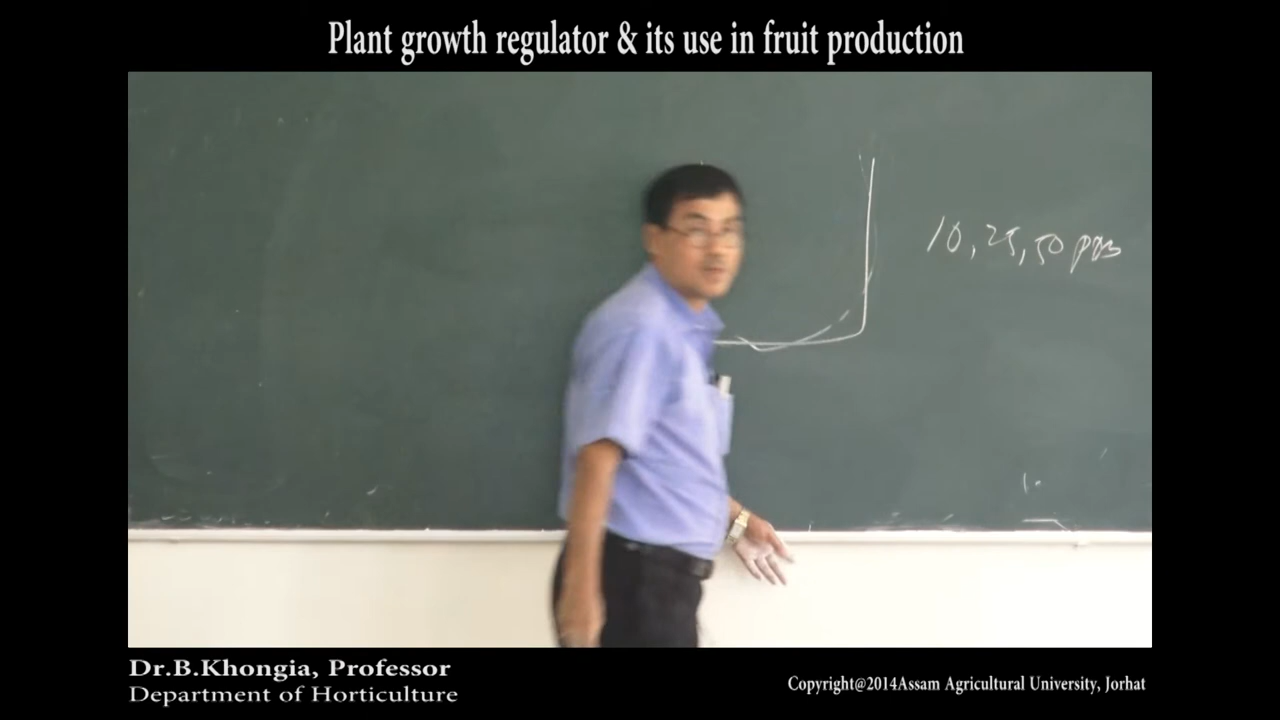 Plant growth regulator & its use in fruit production
10, 25, 50 ppm
Dr.B.Khongia, Professor
Department of Horticulture
Copyright@2014Assam Agricultural University, Jorhat